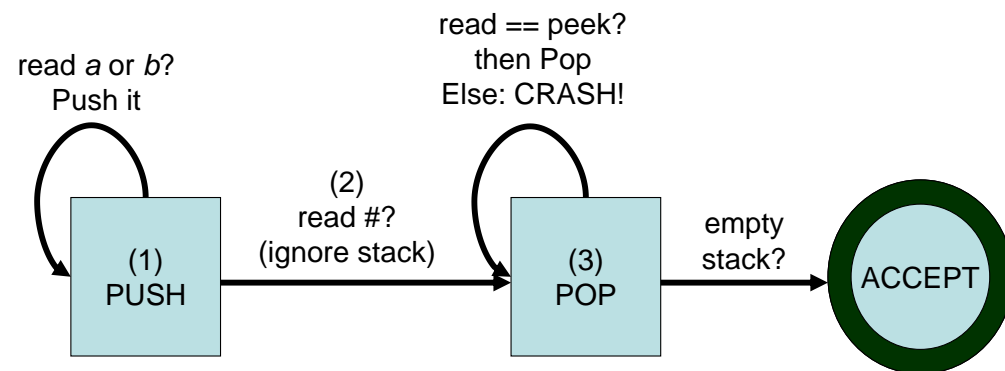 read a or b?
Push it
(1)
PUSH
(2)
read #?
(ignore stack)
read == peek?
then Pop
Else: CRASH!
(3)
POP
empty
stack?
ACCEPT